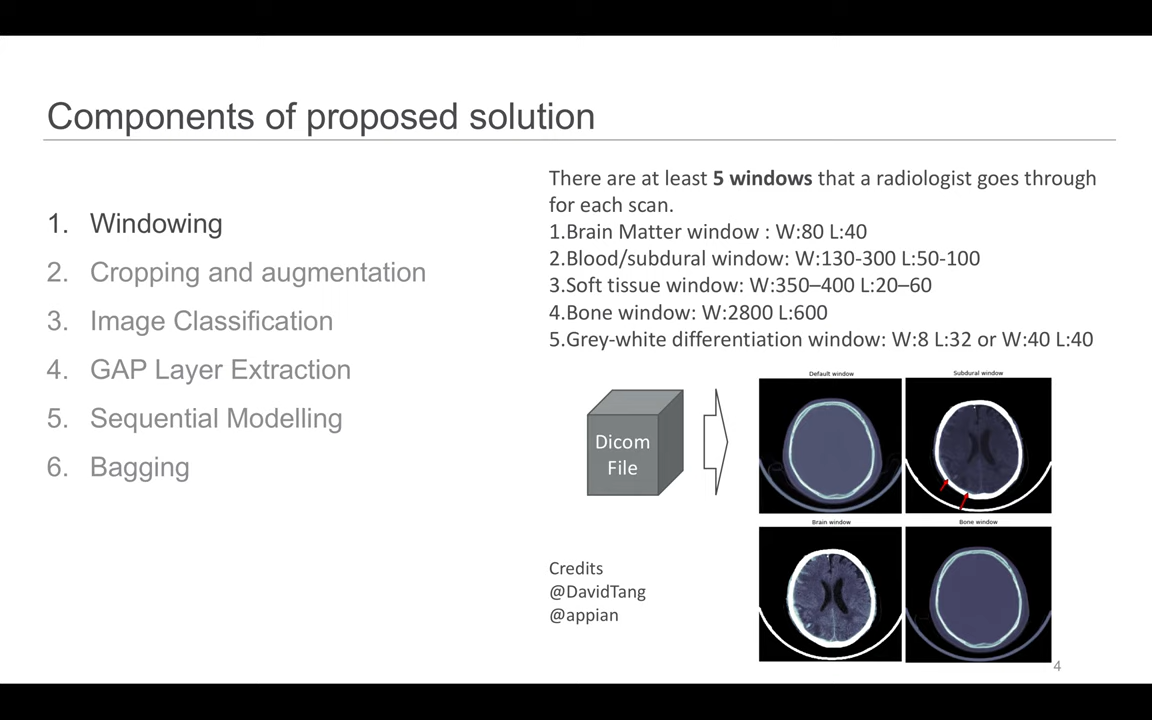 Components of proposed solution
1. Windowing
2. Cropping and augmentation
3. Image Classification
4. GAP Layer Extraction
5. Sequential Modelling
6. Bagging
There are at least 5 windows that a radiologist goes through
for each scan.
1.Brain Matter window : W:80 L:40
2.Blood/subdural window: W:130-300 L:50-100
3.Soft tissue window: W:350–400 L:20–60
4.Bone window: W:2800 L:600
5.Grey-white differentiation window: W:8 L:32 or W:40 L:40
Dicom
File
Default window
Subdural window
Brain window
Bone window
Credits
@DavidTang
@appian
4